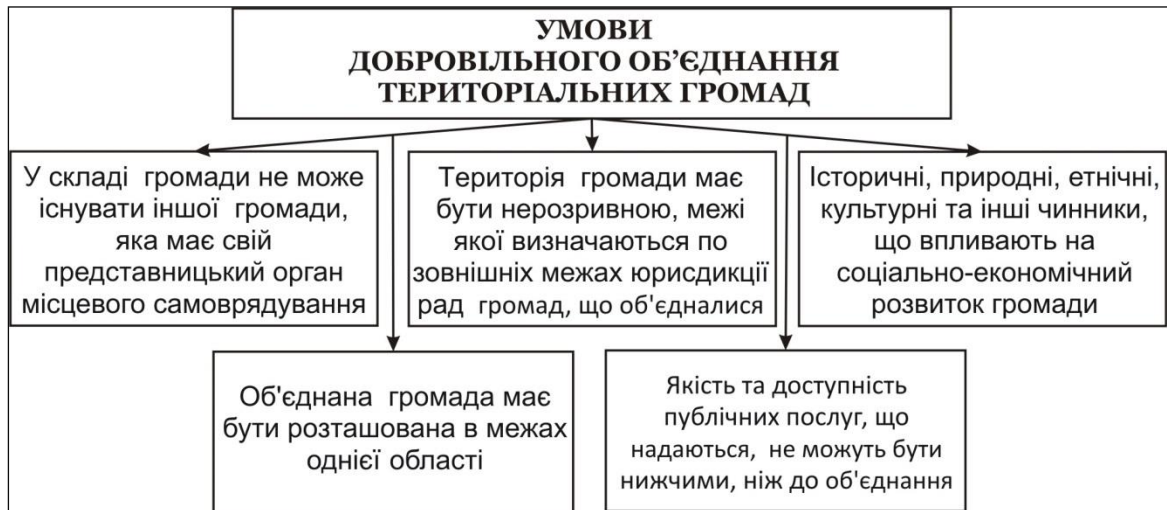 УМОВИ
ДОБРОВІЛЬНОГО ОБ’ЄДНАННЯ
ТЕРИТОРІАЛЬНИХ ГРОМАД
У складі громади не може
існувати іншої громади,
яка має свій
представницький орган
місцевого самоврядування
Територія громади має
бути нерозривною, межі
якої визначаються по
зовнішніх межах юрисдикції
рад громад, що об'єдналися
Історичні, природні, етнічні,
культурні та інші чинники,
що впливають на
соціально-економічний
розвиток громади
Об'єднана громада має
бути розташована в межах
однієї області
Якість та доступність
публічних послуг, що
надаються, не можуть бути
нижчими, ніж до об'єднання